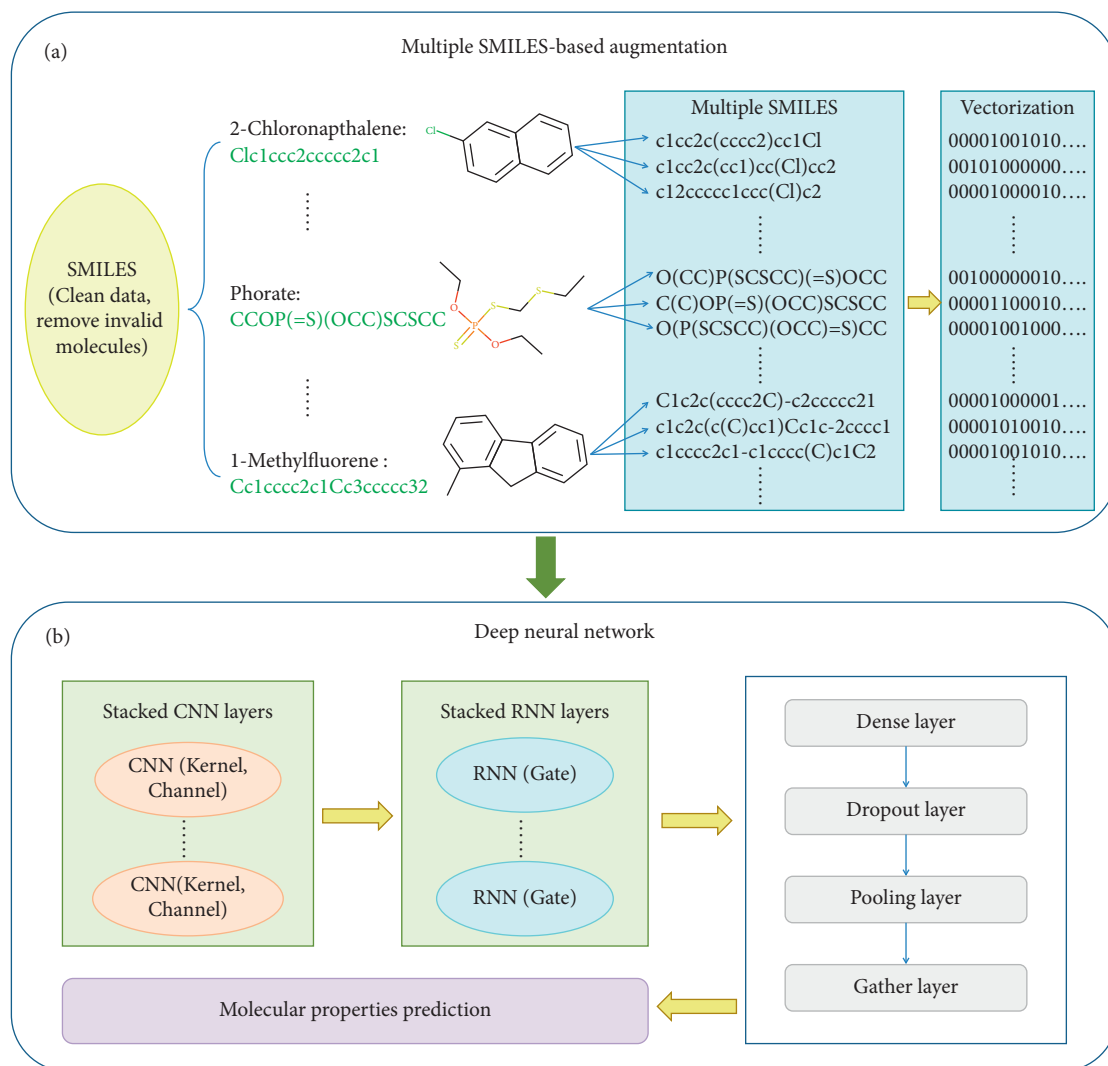 (a)
Multiple SMILES-based augmentation
SMILES
(Clean data,
remove invalid
molecules)
2-Chloronapthalene:
Clc1ccc2ccccc2c1
Phorate:
CCOP(=S)(OCC)SCSCC
1-Methylfluorene :
Cc1cccc2c1Cc3ccccc32
Cl
O
P
S
S
S
O
Multiple SMILES
c1cc2c(cccc2)cc1Cl
c1cc2c(cc1)cc(Cl)cc2
c12ccccc1ccc(Cl)c2
O(CC)P(SCSCC)(=S)OCC
C(C)OP(=S)(OCC)SCSCC
O(P(SCSCC)(OCC)=S)CC
C1c2c(cccc2C)-c2ccccc21
c1c2c(c(C)cc1)Cc1c-2cccc1
c1cccc2c1-c1cccc(C)c1C2
Vectorization
00001001010....
00101000000....
00001000010....
00100000010....
00001100010....
00001001000....
00001000001....
00001010010....
00001001010....
(b)
Deep neural network
Stacked CNN layers
CNN (Kernel,
Channel)
CNN(Kernel,
Channel)
Stacked RNN layers
RNN (Gate)
RNN (Gate)
Dense layer
Dropout layer
Pooling layer
Gather layer
Molecular properties prediction